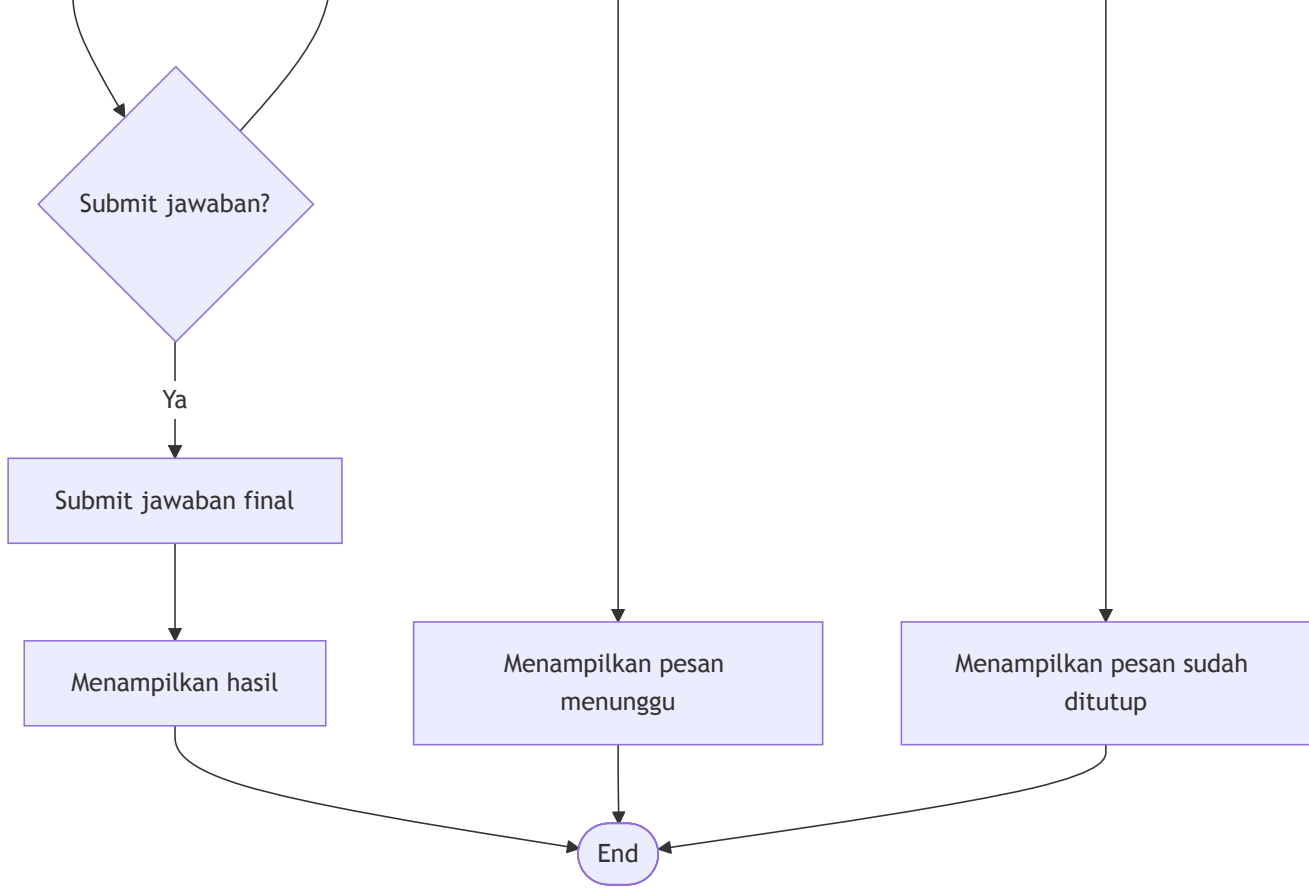 Submit jawaban?
Ya
Submit jawaban final
Menampilkan hasil
Menampilkan pesan
menunggu
Menampilkan pesan sudah
ditutup
End